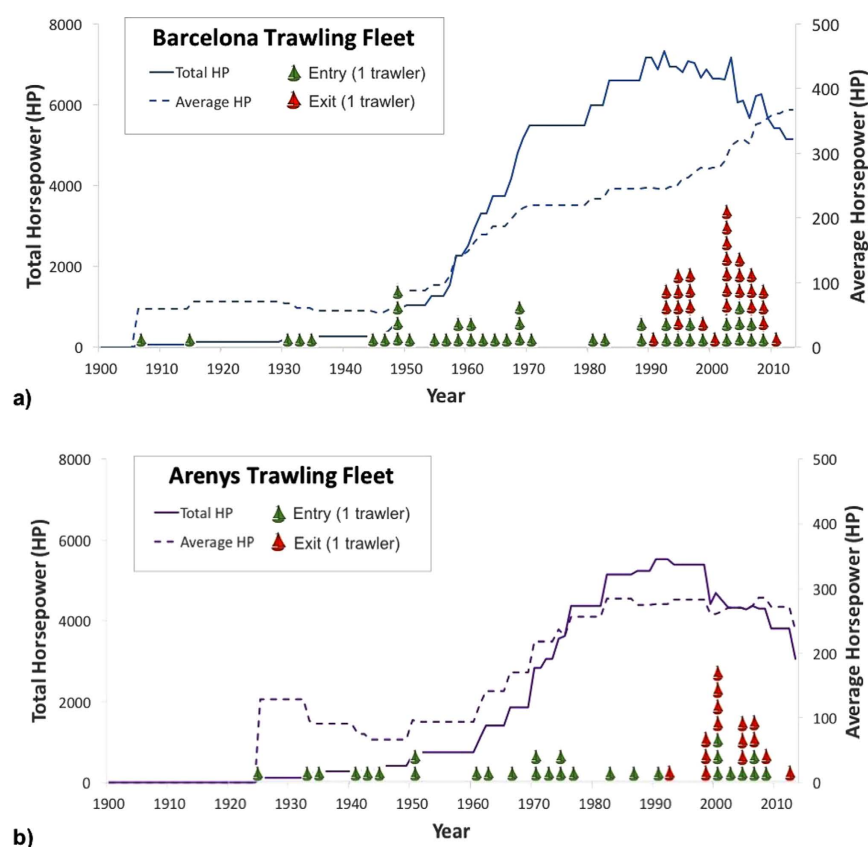 Barcelona Trawling Fleet
Total HP
Entry (1 trawler)
Average HP
Exit (1 trawler)
Total Horsepower (HP)
8000
6000
4000
2000
0
Average Horsepower (HP)
500
400
300
200
100
0
1900 1910 1920 1930 1940 1950 1960 1970 1980 1990 2000 2010
Year
a)
Arenys Trawling Fleet
Total HP
Entry (1 trawler)
Average HP
Exit (1 trawler)
Total Horsepower (HP)
8000
6000
4000
2000
0
Average Horsepower (HP)
500
400
300
200
100
0
1900 1910 1920 1930 1940 1950 1960 1970 1980 1990 2000 2010
Year
b)